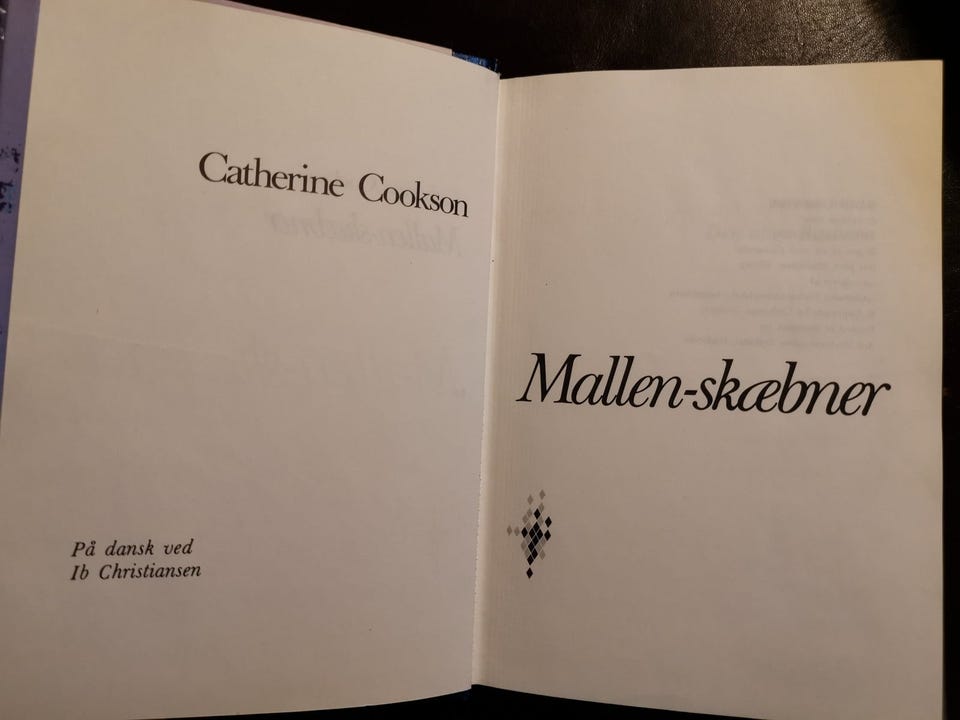 Catherine Cookson
På dansk ved
Ib Christiansen
Mallen-skæbner